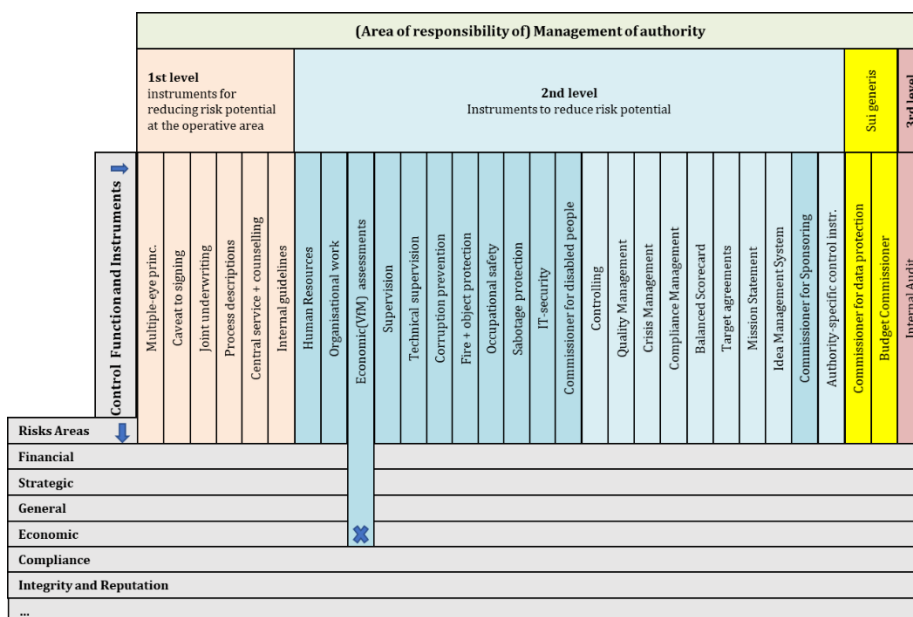 (Area of responsibility of) Management of authority
1st level
instruments for
reducing risk potential
at the operative area
2nd level
Instruments to reduce risk potential
Sui generis
3rd level
Control Function and Instruments
Multiple-eye princ.
Caveat to signing
Joint underwriting
Process descriptions
Central service + counselling
Internal guidelines
Human Resources
Organisational work
Economic(VfM) assessments
Supervision
Technical supervision
Corruption prevention
Fire + object protection
Occupational safety
Sabotage protection
IT-security
Commissioner for disabled people
Controlling
Quality Management
Crisis Management
Compliance Management
Balanced Scorecard
Target agreements
Mission Statement
Idea Management System
Commissioner for Sponsoring
Authority-specific control instr.
Commissioner for data protection
Budget Commissioner
Internal Audit
Risks Areas
Financial
Strategic
General
Economic
Compliance
Integrity and Reputation
...